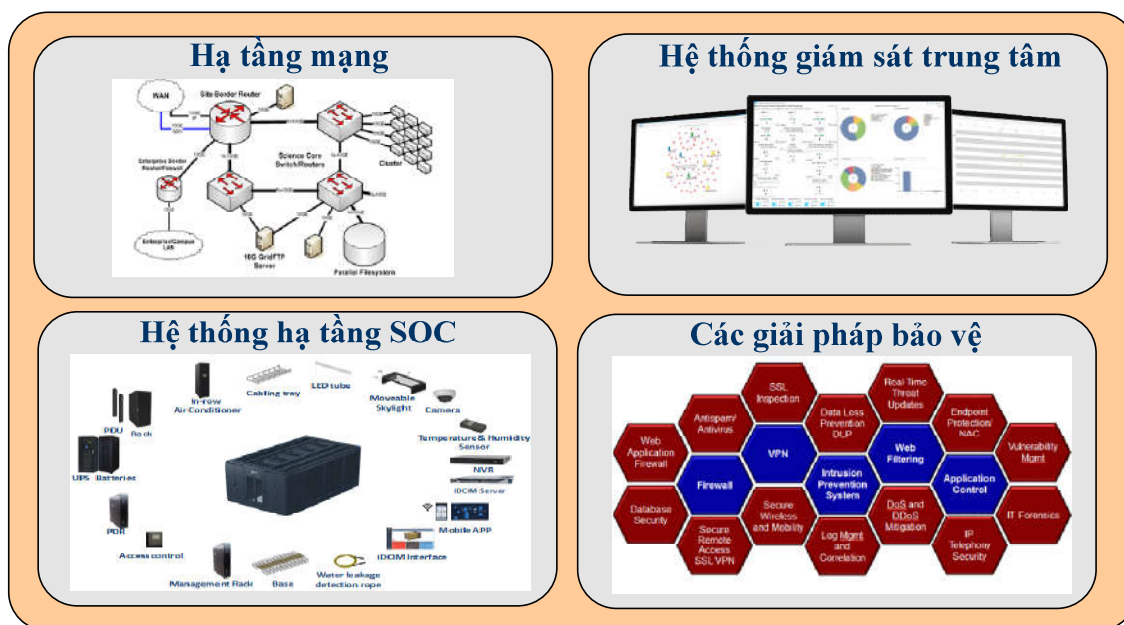 Hạ tầng mạng
WAN
Site Border Router
Enterprise Border
Router/Firewall
Science Core
Switch/Routers
Cluster
Enterprise/Campus
LAN
10G GridFTP
Server
Parallel Filesystem
Hệ thống giám sát trung tâm
Hệ thống hạ tầng SOC
In-row
Air Conditioner
Cabling tray
LED tube
Moveable
Skylight
Camera
PDU
Rack
Temperature & Humidity
Sensor
NVR
iDCIM Server
UPS
Batteries
Mobile APP
PDR
Access control
iDCIM Interface
Management Rack
Base
Water leakage
detection rope
Các giải pháp bảo vệ
SSL
Inspection
Real Time
Threat
Updates
Antispam/
Antivirus
Data Loss
Prevention
DLP
Endpoint
Protection/
NAC
Web
Application
Firewall
VPN
Web
Filtering
Vulnerability
Mgmt
Firewall
Intrusion
Prevention
System
Application
Control
Database
Security
Secure
Wireless
and Mobility
DoS and
DDoS
Mitigation
IT Forensics
Secure
Remote
Access
SSL VPN
Log Mgmt
and
Correlation
IP
Telephony
Security